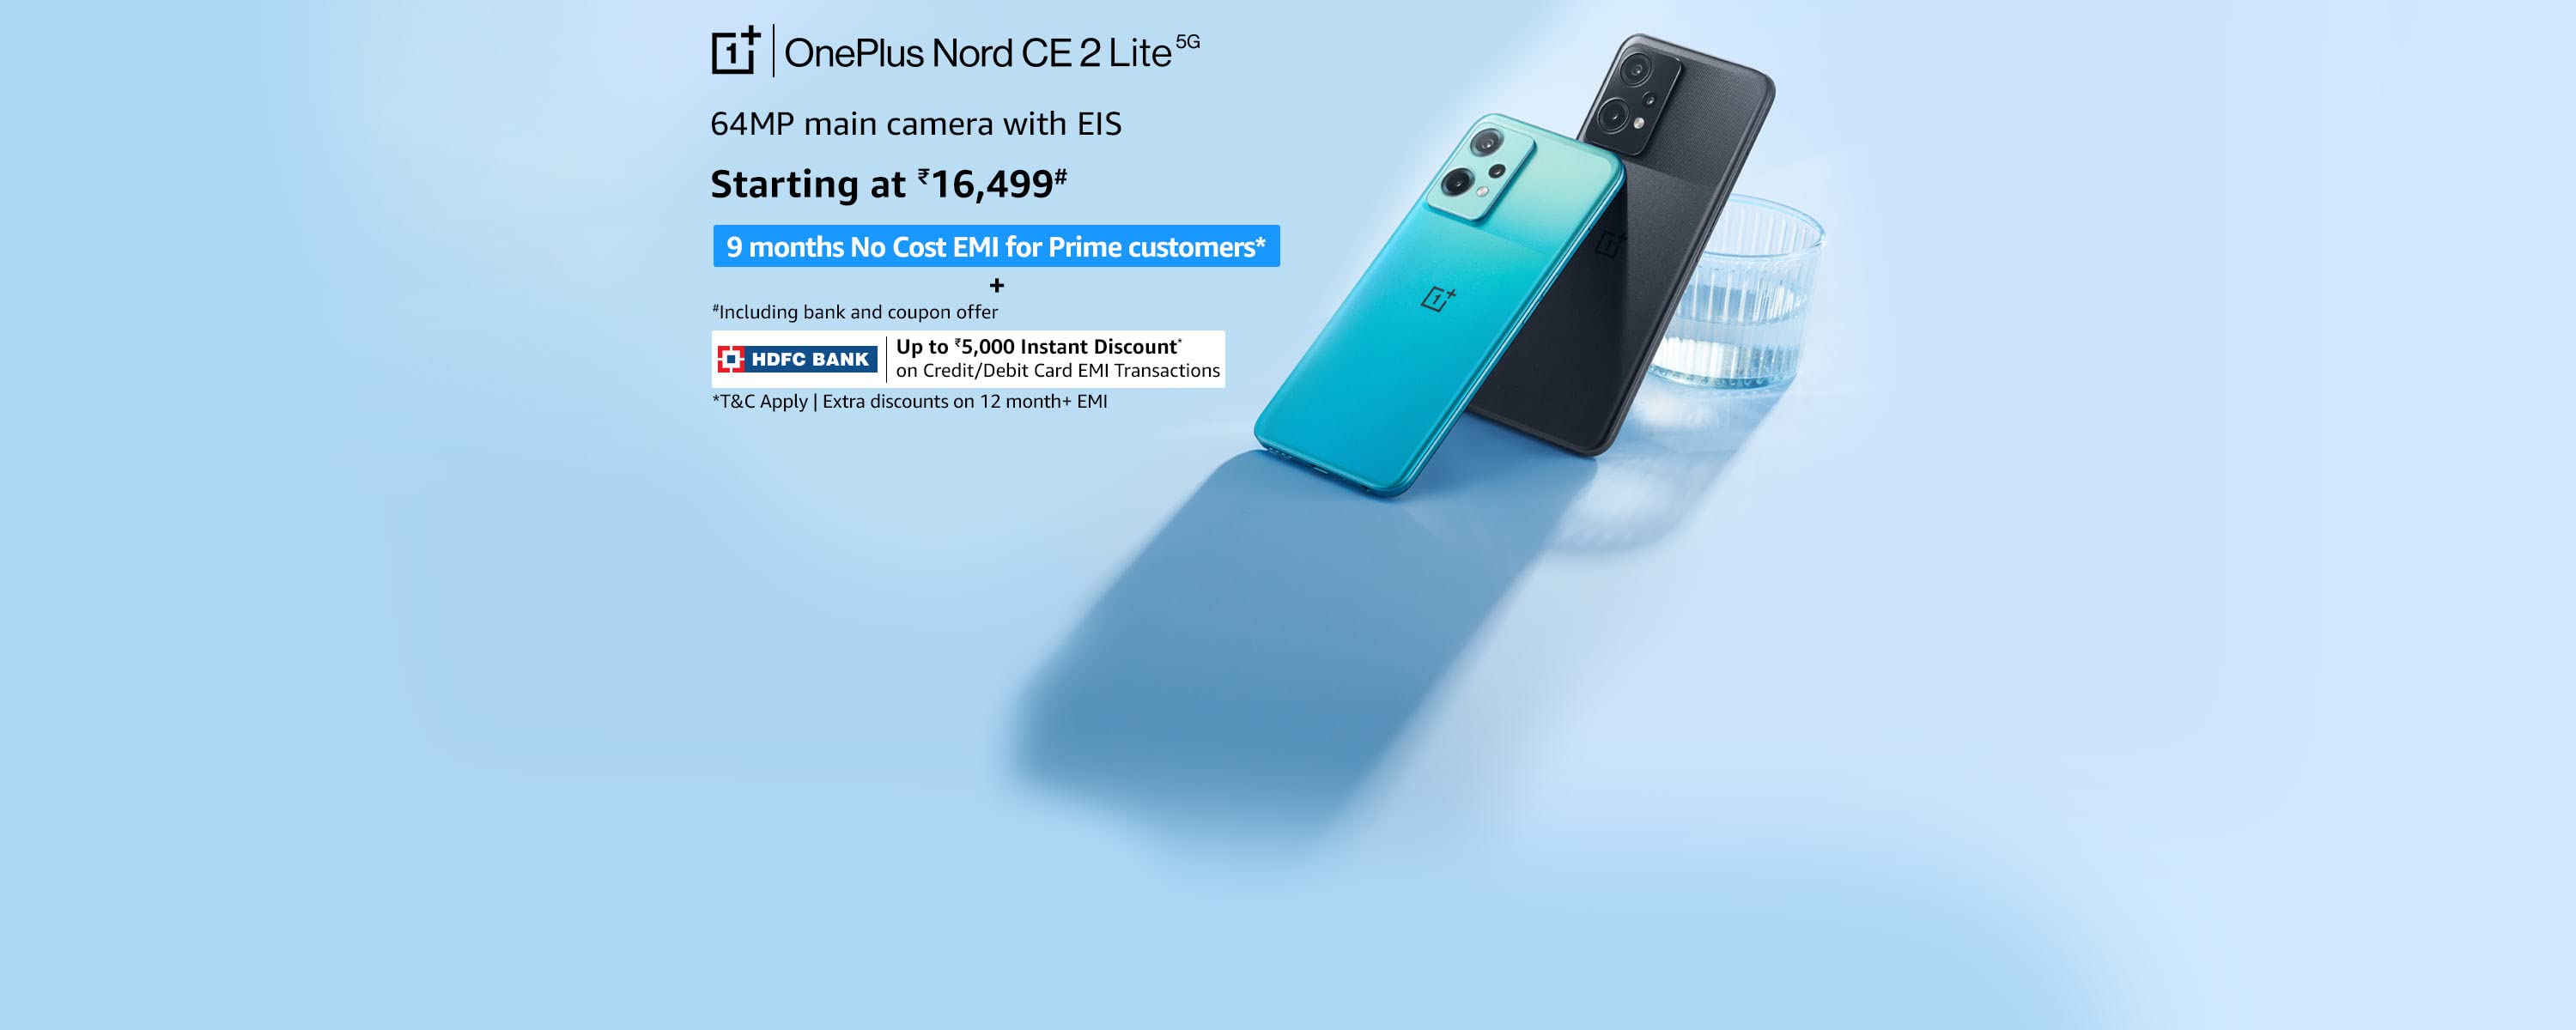 1+ | OnePlus Nord CE 2 Lite 5G
64MP main camera with EIS
Starting at ₹16,499#
9 months No Cost EMI for Prime customers*
+
#Including bank and coupon offer
HDFC BANK
Up to ₹5,000 Instant Discount*
on Credit/Debit Card EMI Transactions
*T&C Apply | Extra discounts on 12 month+ EMI
1+
1+